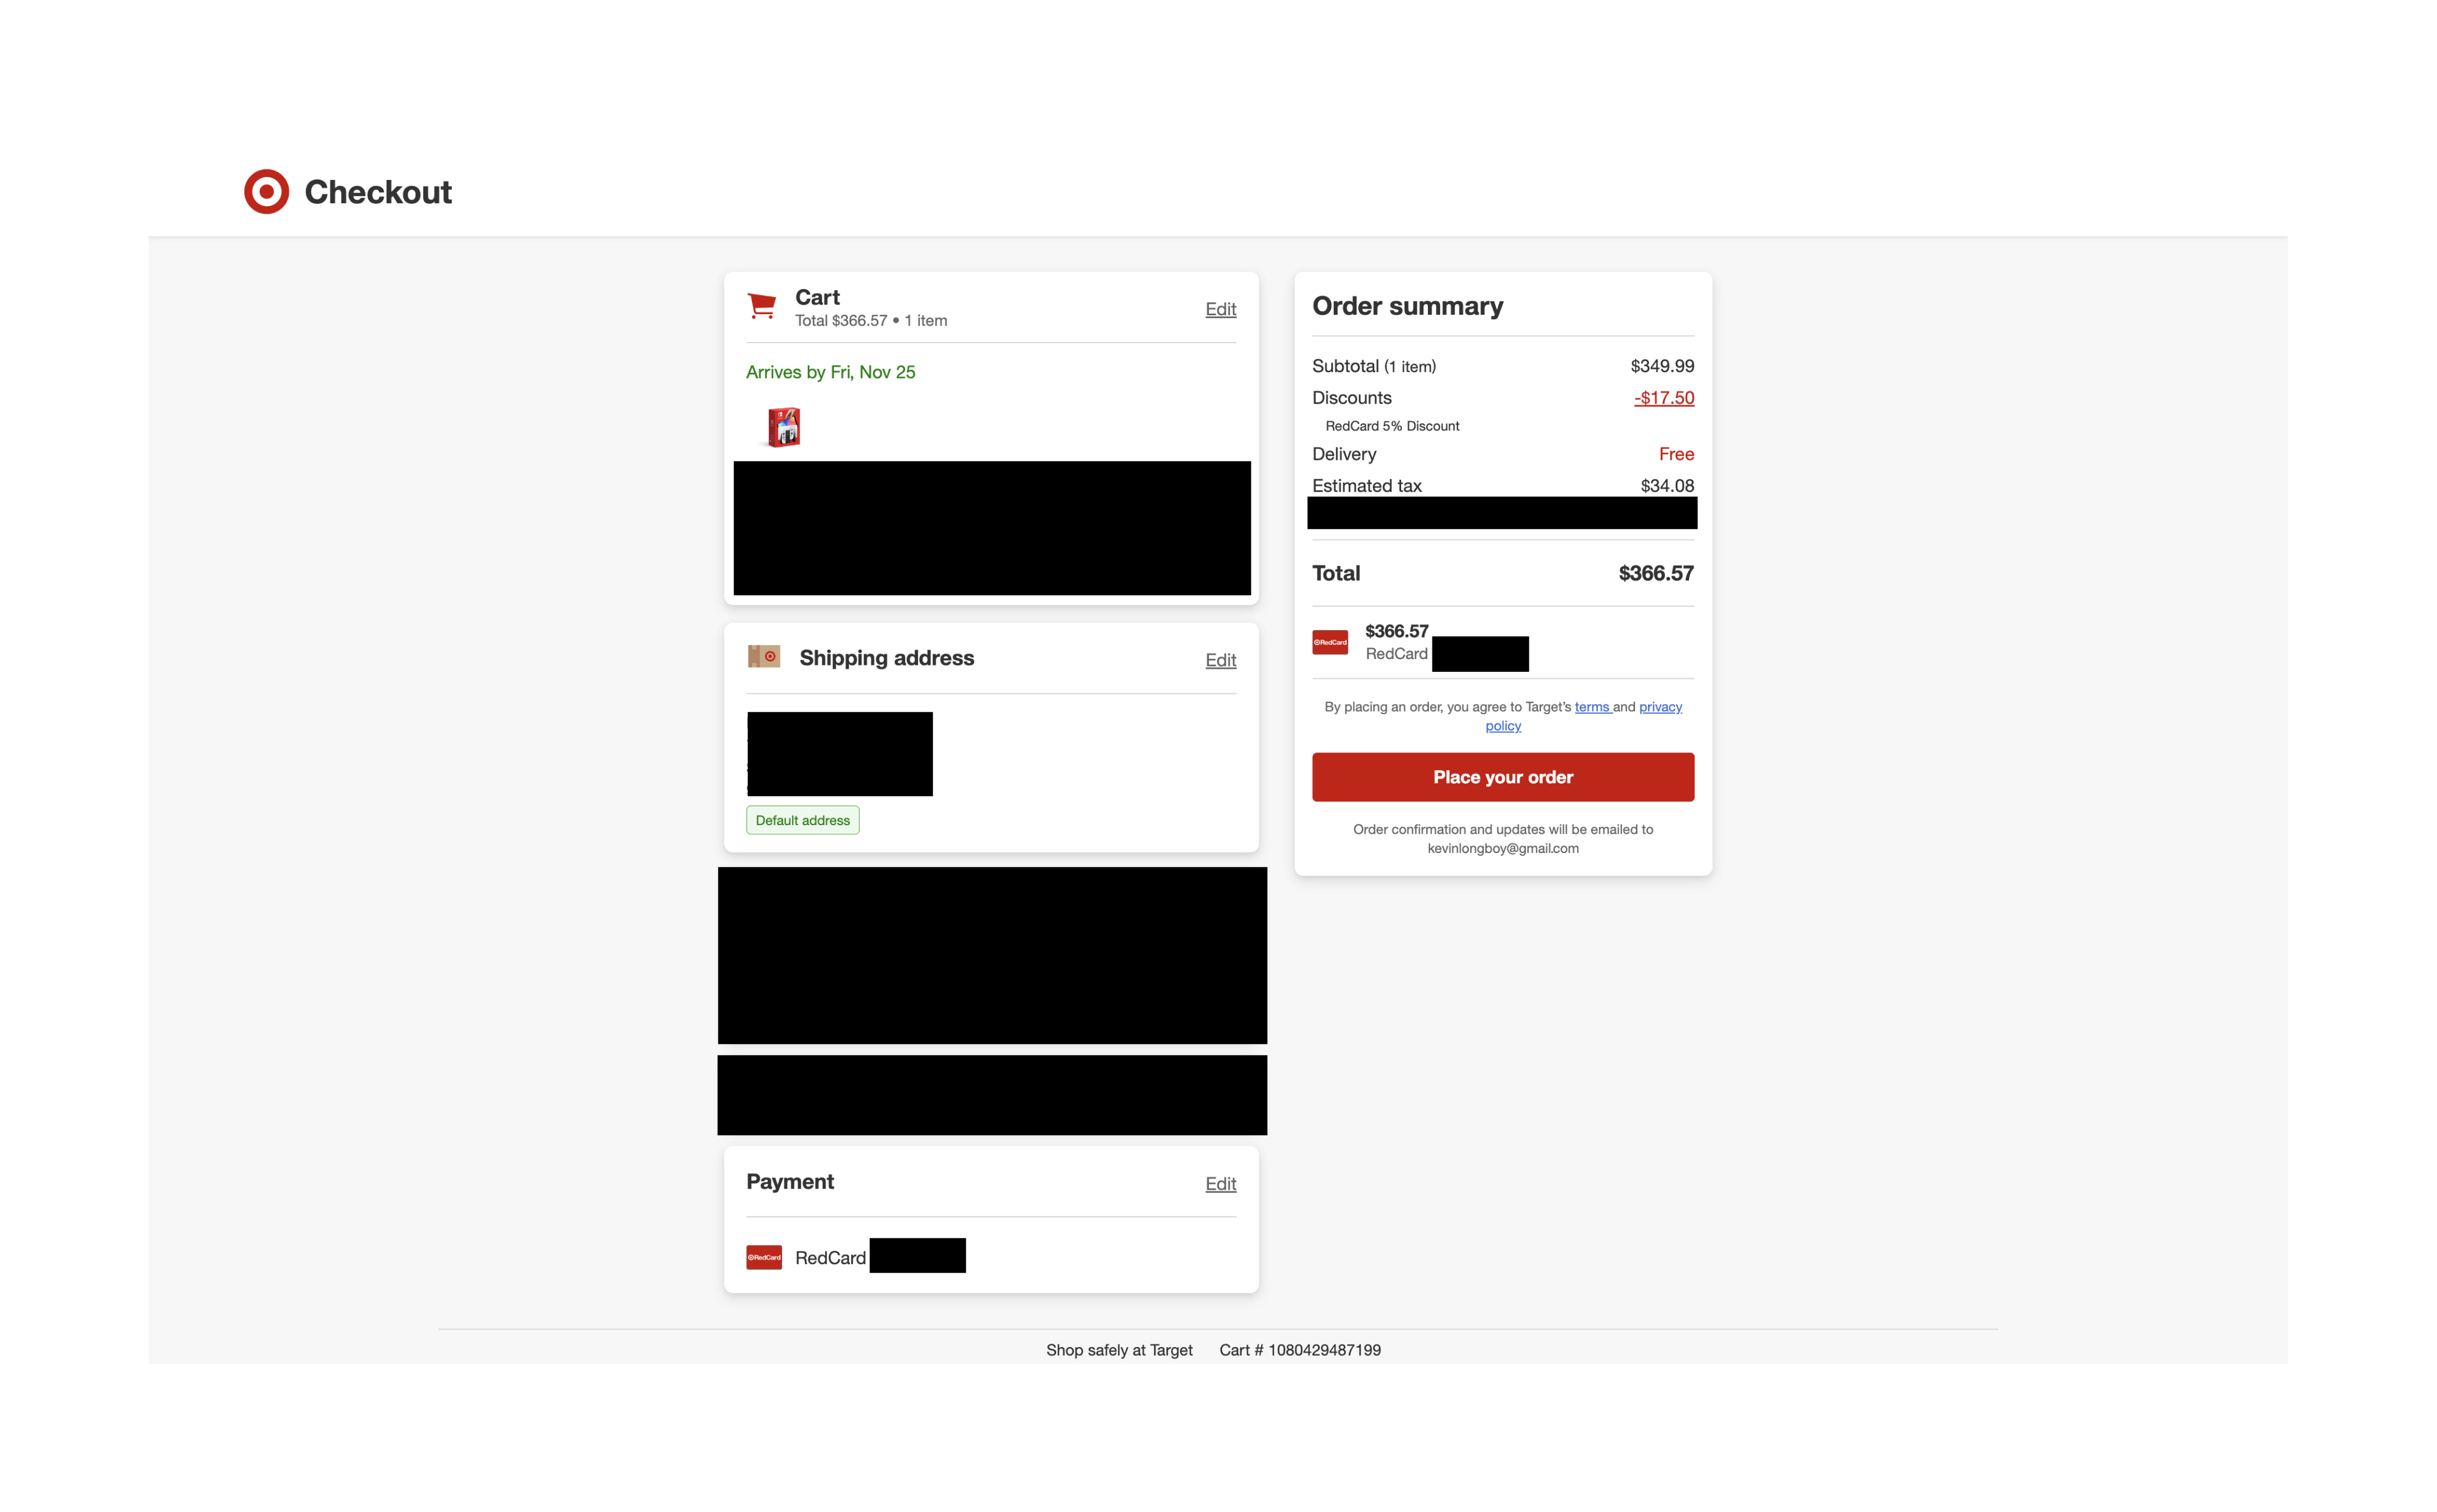 Checkout
Cart
Total $366.57 • 1 item
Edit
Arrives by Fri, Nov 25
Shipping address
Edit
Default address
Payment
Edit
RedCard
RedCard
Order summary
Subtotal (1 item) $349.99
Discounts -$17.50
RedCard 5% Discount
Delivery Free
Estimated tax $34.08
Total $366.57
RedCard
$366.57
RedCard
By placing an order, you agree to Target's terms and privacy
policy
Place your order
Order confirmation and updates will be emailed to
kevinlongboy@gmail.com
Shop safely at Target Cart # 1080429487199